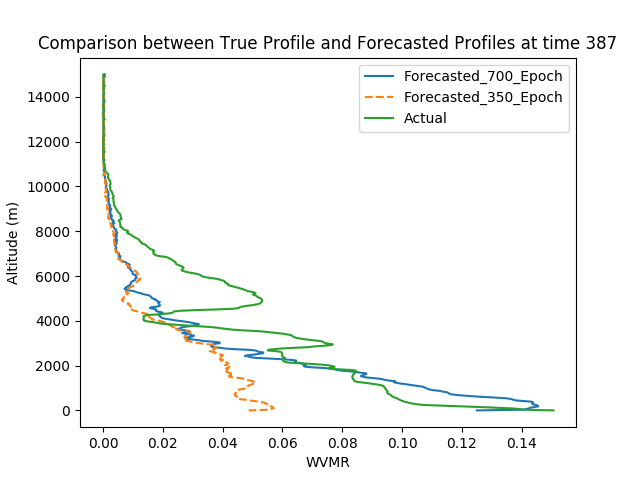 Comparison between True Profile and Forecasted Profiles at time 387
Forecasted_700_Epoch
Forecasted_350_Epoch
Actual
Altitude (m)
14000
12000
10000
8000
6000
4000
2000
0
0.00 0.02 0.04 0.06 0.08 0.10 0.12 0.14
WVMR